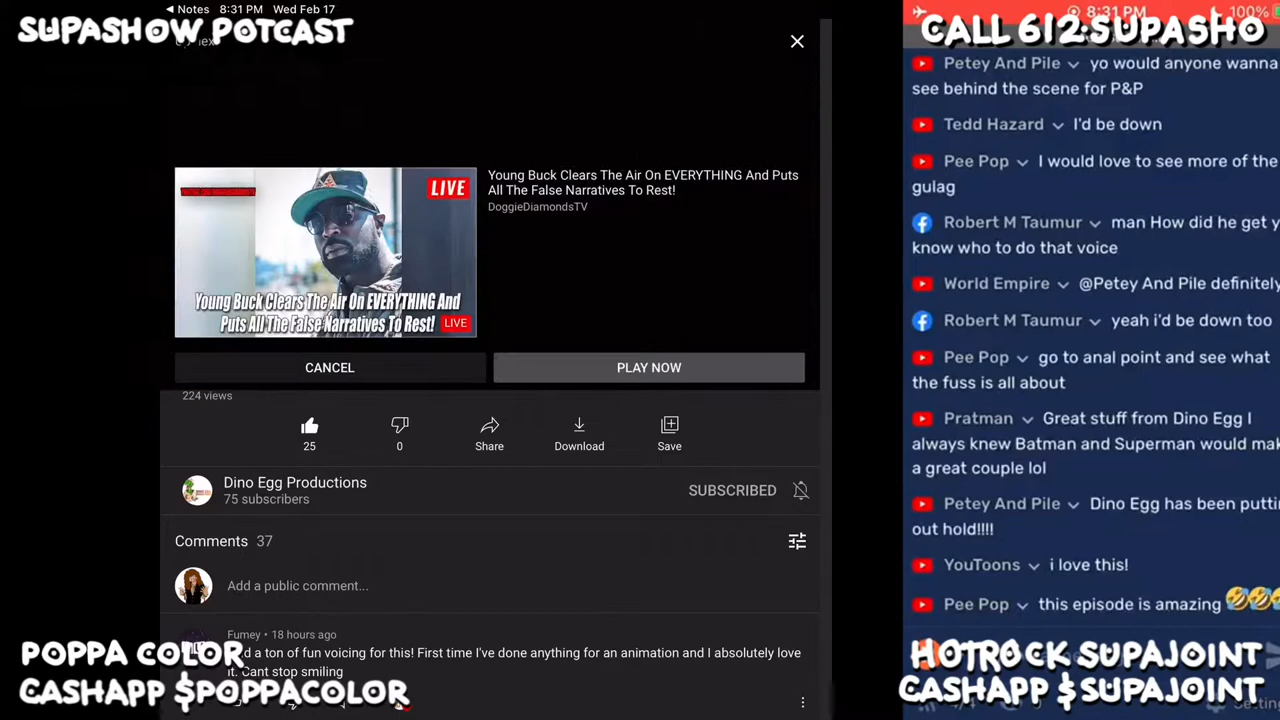 Notes 8:31 PM Wed Feb 17
SUPASHOW POTCAST
LIVE
Young Buck Clears The Air On EVERYTHING And
Puts All The False Narratives To Rest!
LIVE
Young Buck Clears The Air On EVERYTHING And Puts
All The False Narratives To Rest!
DoggieDiamondsTV
CANCEL
PLAY NOW
224 views
25
0
Share
Download
Save
Dino Egg Productions
75 subscribers
SUBSCRIBED
Comments 37
Add a public comment...
Fumey • 18 hours ago
d a ton of fun voicing for this! First time I've done anything for an animation and I absolutely love
it. Cant stop smiling
POPPA COLOR
CASHAPP $POPPACOLOR
8:31 PM
100%
CALL 612-SUPASHO
Petey And Pile yo would anyone wanna
see behind the scene for P&P
Tedd Hazard I'd be down
Pee Pop I would love to see more of the
gulag
Robert M Taumur man How did he get y
know who to do that voice
World Empire @Petey And Pile definitely
Robert M Taumur yeah i'd be down too
Pee Pop go to anal point and see what
the fuss is all about
Pratman Great stuff from Dino Egg I
always knew Batman and Superman would mak
a great couple lol
Petey And Pile Dino Egg has been puttin
out hold!!!!
YouToons i love this!
Pee Pop this episode is amazing 🤣🤣🤣
HOTROCK SUPAJOINT
CASHAPP $SUPAJOINT